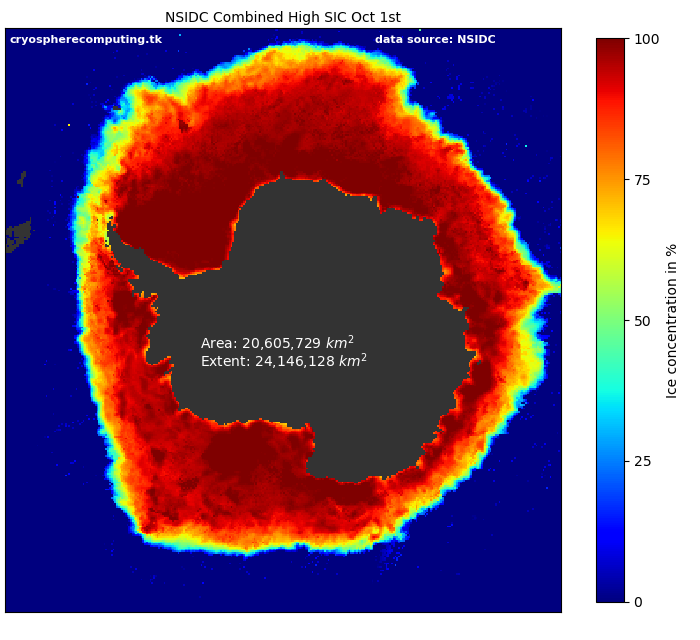 NSIDC Combined High SIC Oct 1st
cryospherecomputing.tk
data source: NSIDC
Area: 20,605,729 km²
Extent: 24,146,128 km²
100
75
50
25
0
Ice concentration in %